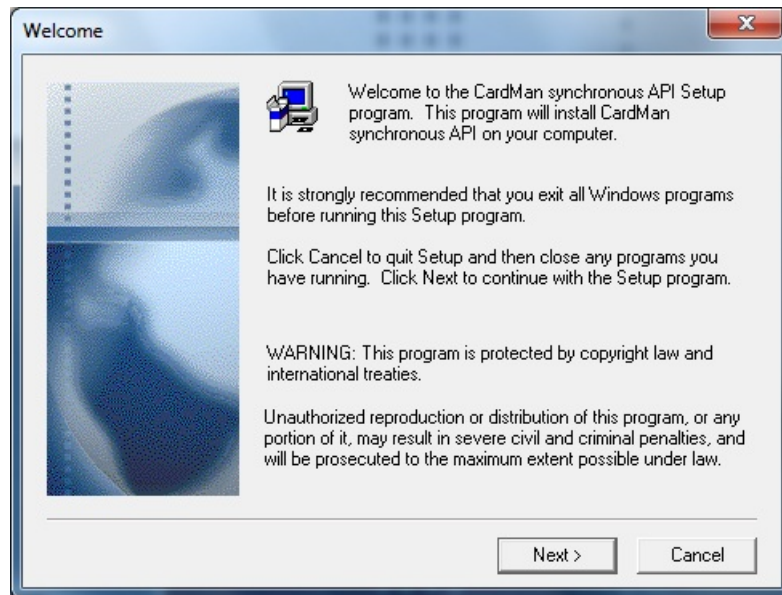 Welcome
Welcome to the CardMan synchronous API Setup
program.  This program will install CardMan
synchronous API on your computer.
It is strongly recommended that you exit all Windows programs
before running this Setup program.
Click Cancel to quit Setup and then close any programs you
have running.  Click Next to continue with the Setup program.
WARNING: This program is protected by copyright law and
international treaties.
Unauthorized reproduction or distribution of this program, or any
portion of it, may result in severe civil and criminal penalties, and
will be prosecuted to the maximum extent possible under law.
Next >
Cancel